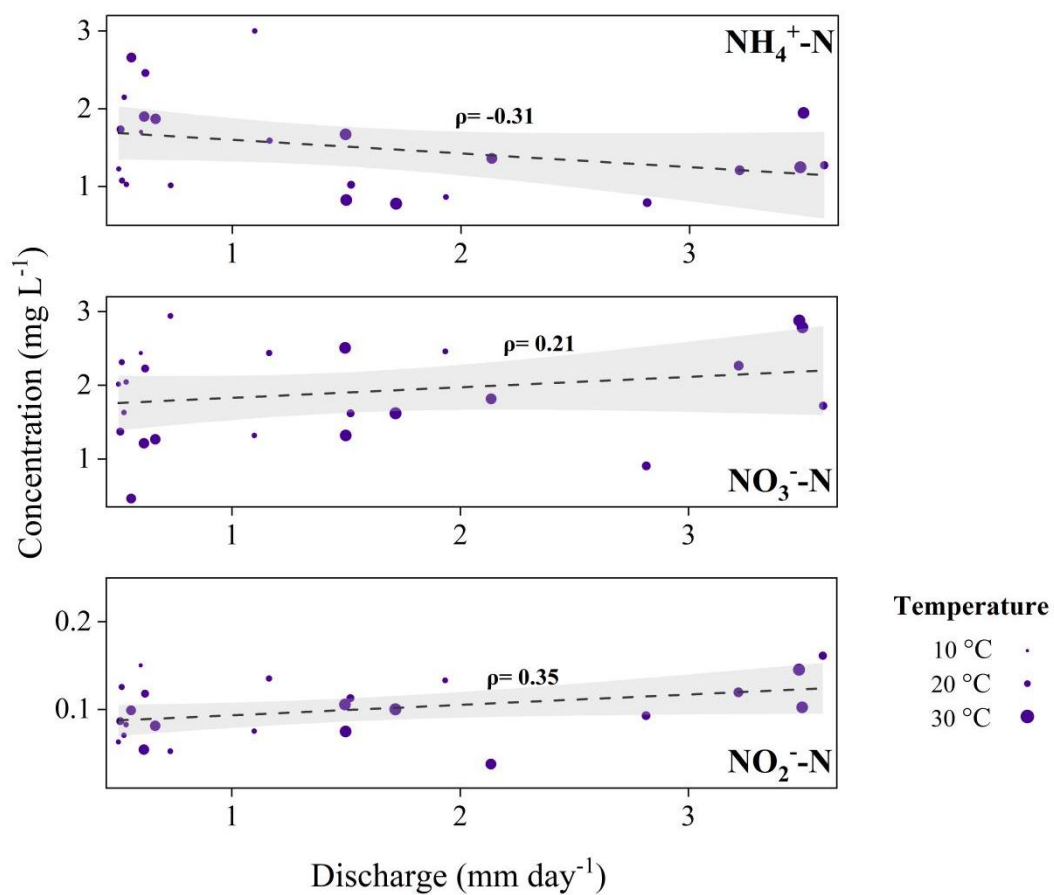 3
2
1
NH₄⁺-N
ρ= -0.31
1 2 3
3
2
1
ρ= 0.21
NO₃⁻-N
1 2 3
0.2
0.1
ρ= 0.35
NO₂⁻-N
1 2 3
Concentration (mg L⁻¹)
Discharge (mm day⁻¹)
Temperature
10 °C
20 °C
30 °C